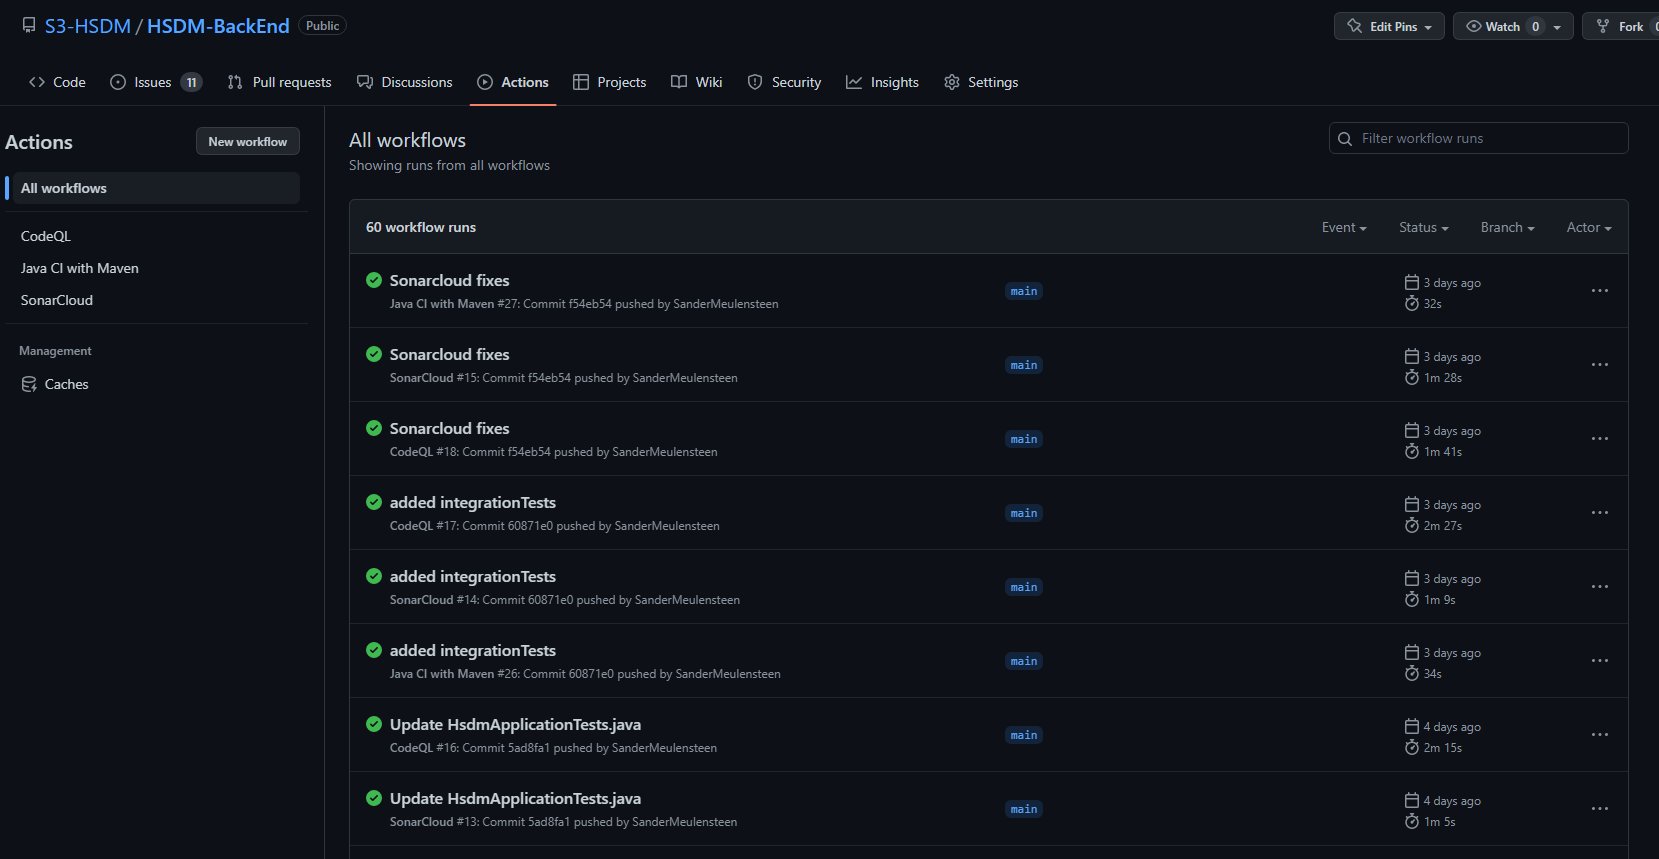 S3-HSDM / HSDM-BackEnd Public
Edit Pins Watch 0 Fork
Code Issues 11 Pull requests Discussions Actions Projects Wiki Security Insights Settings
Actions New workflow
All workflows
CodeQL
Java CI with Maven
SonarCloud
Management
Caches
All workflows
Showing runs from all workflows
Filter workflow runs
60 workflow runs Event Status Branch Actor
Sonarcloud fixes
Java CI with Maven #27: Commit f54eb54 pushed by SanderMeulensteen
main
3 days ago
32s
Sonarcloud fixes
SonarCloud #15: Commit f54eb54 pushed by SanderMeulensteen
main
3 days ago
1m 28s
Sonarcloud fixes
CodeQL #18: Commit f54eb54 pushed by SanderMeulensteen
main
3 days ago
1m 41s
added integrationTests
CodeQL #17: Commit 60871e0 pushed by SanderMeulensteen
main
3 days ago
2m 27s
added integrationTests
SonarCloud #14: Commit 60871e0 pushed by SanderMeulensteen
main
3 days ago
1m 9s
added integrationTests
Java CI with Maven #26: Commit 60871e0 pushed by SanderMeulensteen
main
3 days ago
34s
Update HsdmApplicationTests.java
CodeQL #16: Commit 5ad8fa1 pushed by SanderMeulensteen
main
4 days ago
2m 15s
Update HsdmApplicationTests.java
SonarCloud #13: Commit 5ad8fa1 pushed by SanderMeulensteen
main
4 days ago
1m 5s